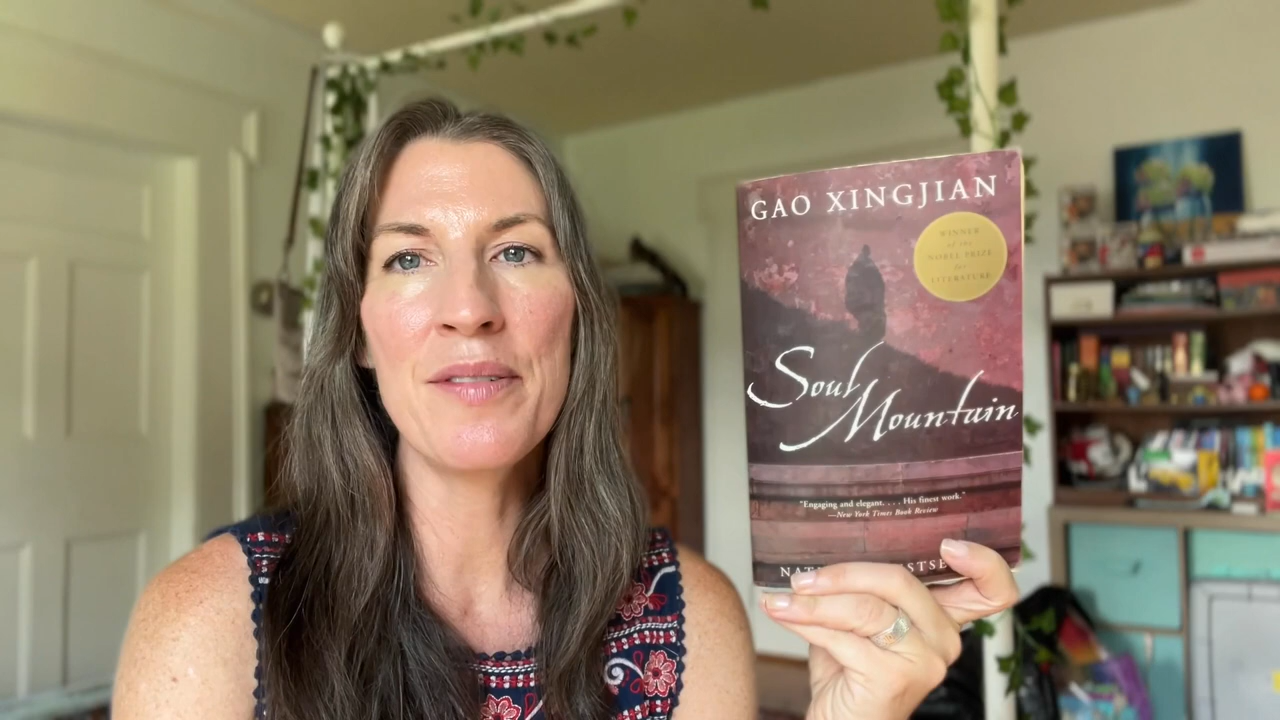 GAO XINGJIAN
WINNER
of the
NOBEL PRIZE
for
LITERATURE
Soul
Mountain
"Engaging and elegant. . . . His finest work."
—New York Times Book Review